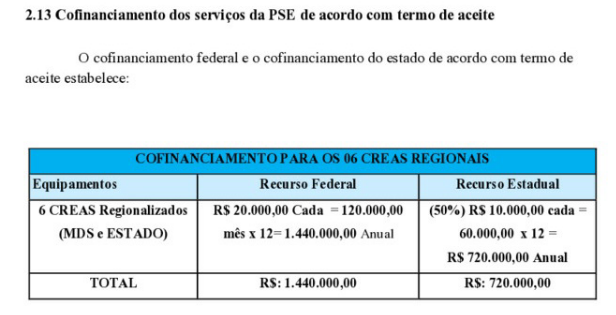 2.13 Cofinanciamento dos serviços da PSE de acordo com termo de aceite
O cofinanciamento federal e o cofinanciamento do estado de acordo com termo de
aceite estabelece:
COFINANCIAMENTO PARA OS 06 CREAS REGIONAIS
Equipamentos Recurso Federal Recurso Estadual
6 CREAS Regionalizados R$ 20.000,00 Cada = 120.000,00 (50%) R$ 10.000,00 cada =
(MDS e ESTADO) mês x 12= 1.440.000,00 Anual 60.000,00 x 12 =
R$ 720.000,00 Anual
TOTAL R$: 1.440.000,00 R$: 720.000,00